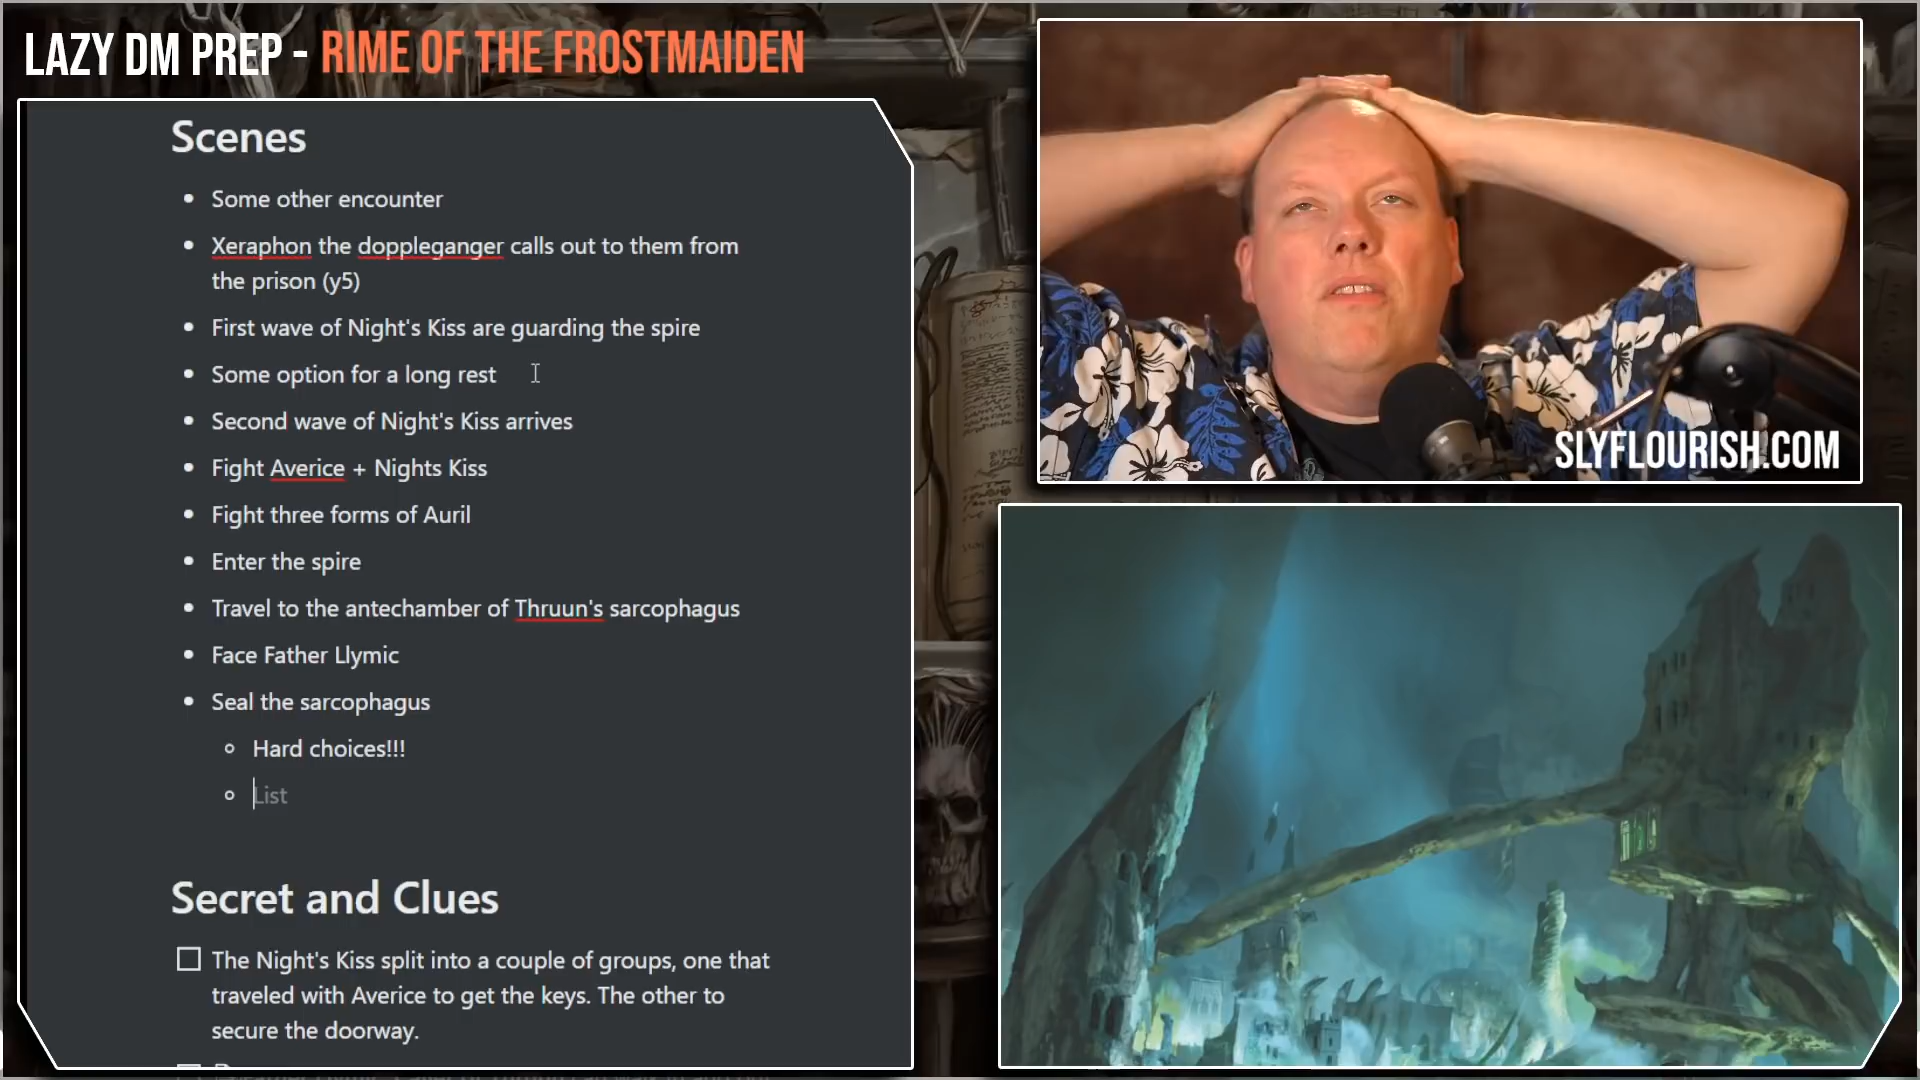 LAZY DM PREP - RIME OF THE FROSTMAIDEN
Scenes
Some other encounter
Xeraphon the doppleganger calls out to them from
the prison (y5)
First wave of Night's Kiss are guarding the spire
Some option for a long rest
Second wave of Night's Kiss arrives
Fight Averice + Nights Kiss
Fight three forms of Auril
Enter the spire
Travel to the antechamber of Thruun's sarcophagus
Face Father Llymic
Seal the sarcophagus
Hard choices!!!
List
Secret and Clues
The Night's Kiss split into a couple of groups, one that
traveled with Averice to get the keys. The other to
secure the doorway.
SLYFLOURISH.COM